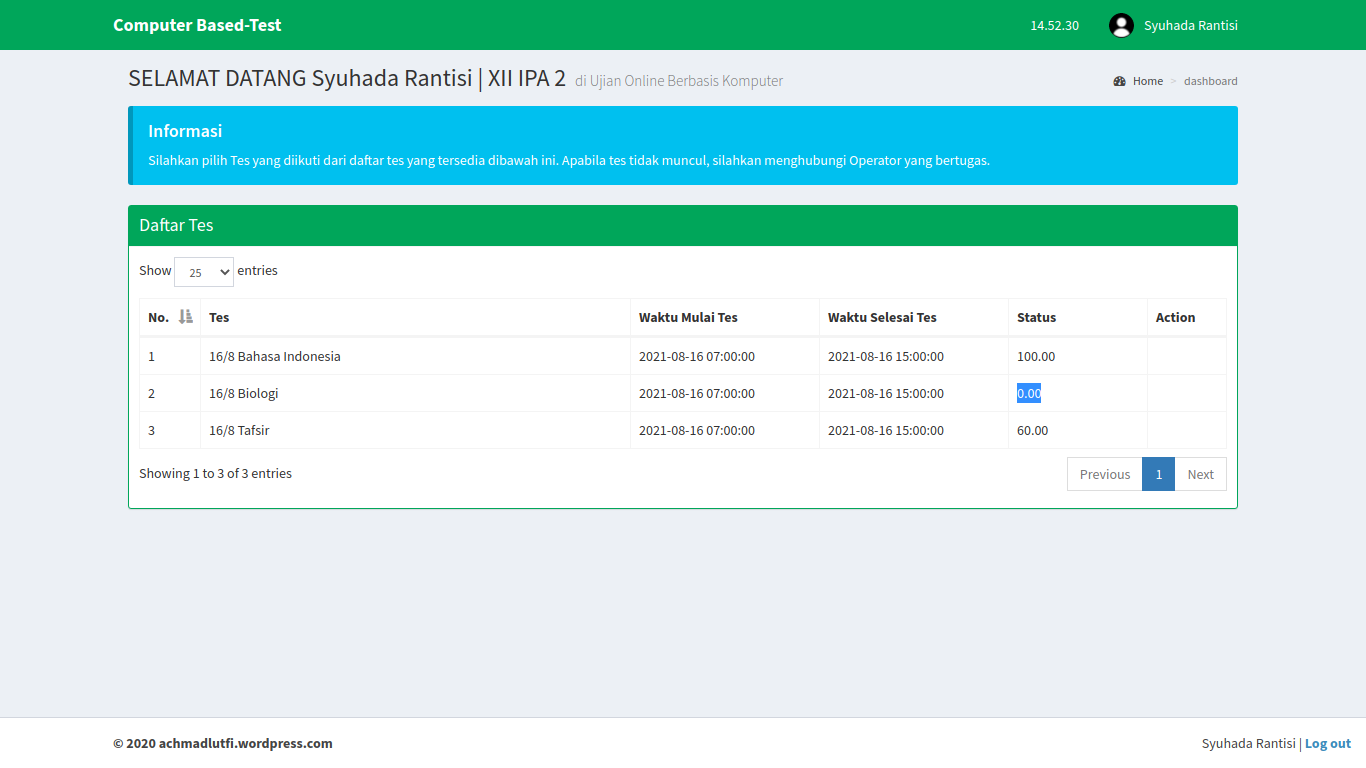 Computer Based-Test
14.52.30
Syuhada Rantisi
SELAMAT DATANG Syuhada Rantisi | XII IPA 2 di Ujian Online Berbasis Komputer
Home > dashboard
Informasi
Silahkan pilih Tes yang diikuti dari daftar tes yang tersedia dibawah ini. Apabila tes tidak muncul, silahkan menghubungi Operator yang bertugas.
Daftar Tes
Show 25 entries
No. Tes Waktu Mulai Tes Waktu Selesai Tes Status Action
1 16/8 Bahasa Indonesia 2021-08-16 07:00:00 2021-08-16 15:00:00 100.00
2 16/8 Biologi 2021-08-16 07:00:00 2021-08-16 15:00:00 0.00
3 16/8 Tafsir 2021-08-16 07:00:00 2021-08-16 15:00:00 60.00
Showing 1 to 3 of 3 entries
Previous 1 Next
© 2020 achmadlutfi.wordpress.com
Syuhada Rantisi | Log out